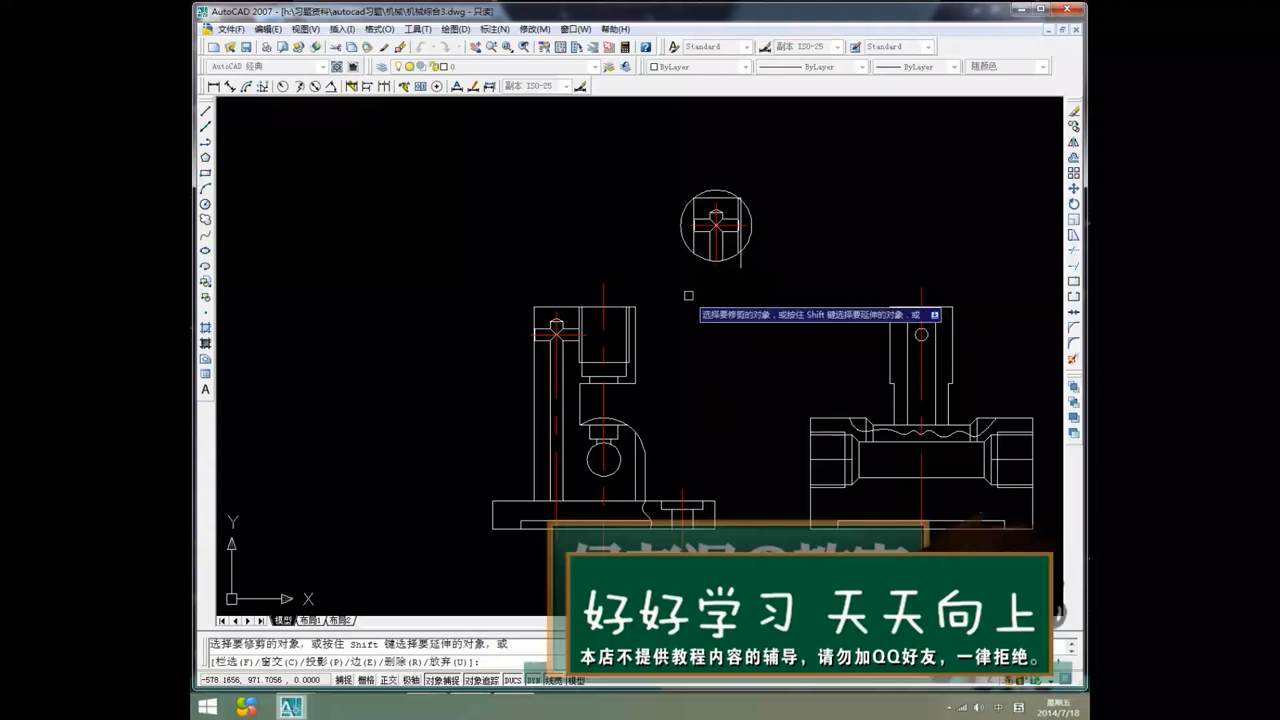 AutoCAD 2007 - [h:\习题资料\autocad习题\机械\机械综合3.dwg - 只读]
文件(F) 编辑(E) 视图(V) 插入(I) 格式(O) 工具(T) 绘图(D) 标注(N) 修改(M) 窗口(W) 帮助(H)
Standard 副本 ISO-25 Standard
AutoCAD 经典 0 ByLayer ByLayer ByLayer 随颜色
副本 ISO-25
选择要修剪的对象，或按住 Shift 键选择要延伸的对象，或
Y
X
模型 布局1 布局2
好好学习 天天向上
选择要修剪的对象，或按住 Shift 键选择要延伸的对象，或
[栏选(F)/窗交(C)/投影(P)/边(E)/删除(R)/放弃(U)]:
本店不提供教程内容的辅导，请勿加QQ好友，一律拒绝。
-578.1656, 971.7056, 0.0000 捕捉 栅格 正交 极轴 对象捕捉 对象追踪 DUCS DYN 线宽 模型
中
星期五
2014/7/18